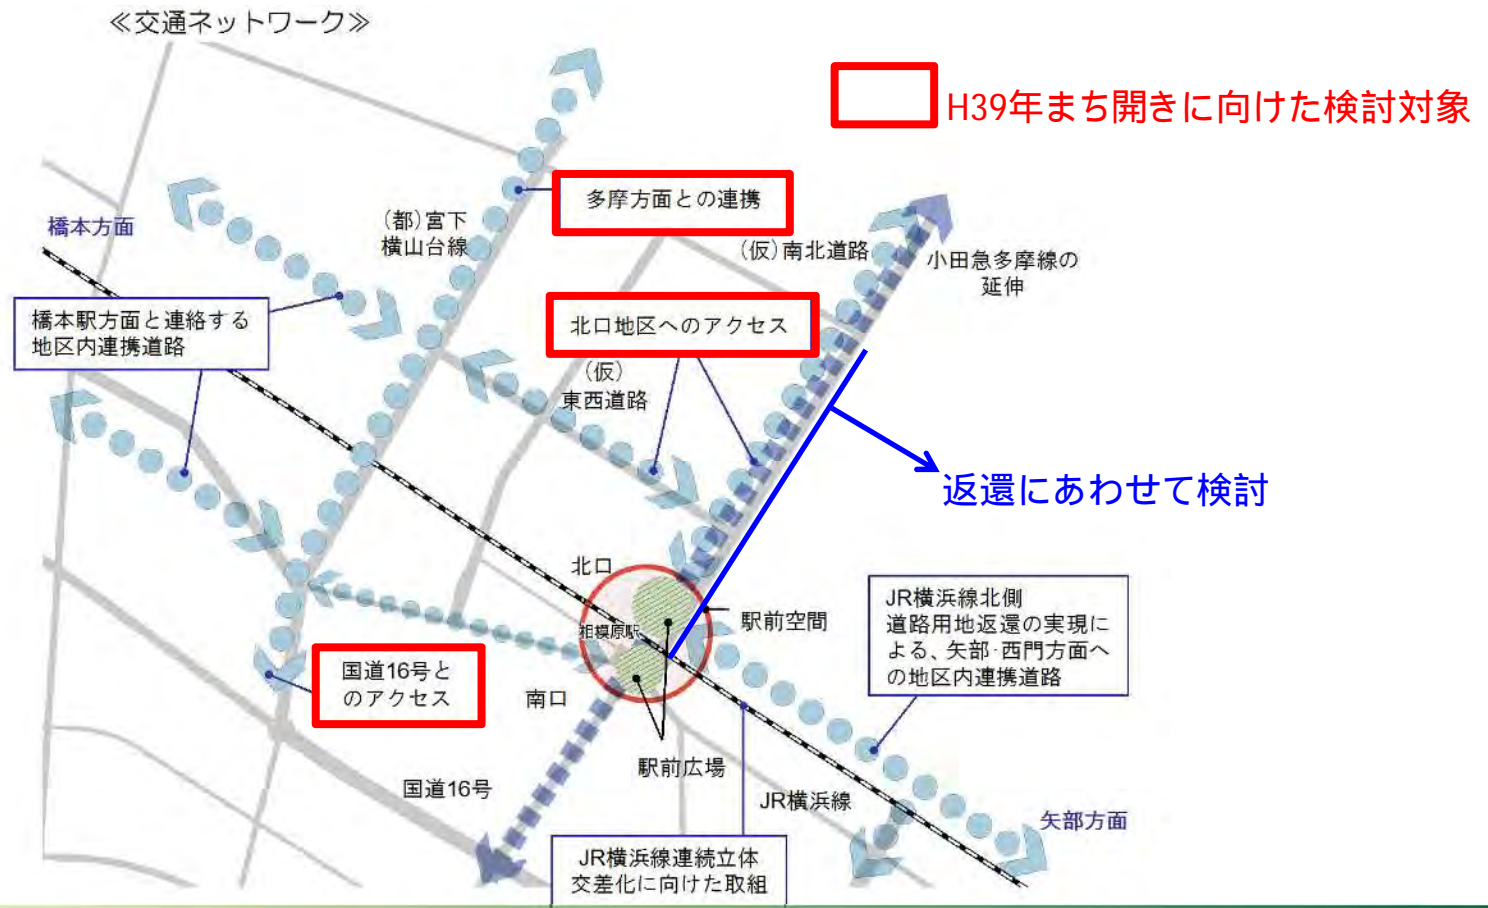 ≪交通ネットワーク≫
H39年まち開きに向けた検討対象
多摩方面との連携
橋本方面
(都)宮下
横山台線
(仮)南北道路
小田急多摩線の
延伸
橋本駅方面と連絡する
地区内連携道路
北口地区へのアクセス
(仮)
東西道路
返還にあわせて検討
北口
相模原駅
駅前空間
JR横浜線北側
道路用地返還の実現に
よる、矢部・西門方面へ
の地区内連携道路
国道16号と
のアクセス
南口
駅前広場
国道16号
JR横浜線
矢部方面
JR横浜線連続立体
交差化に向けた取組